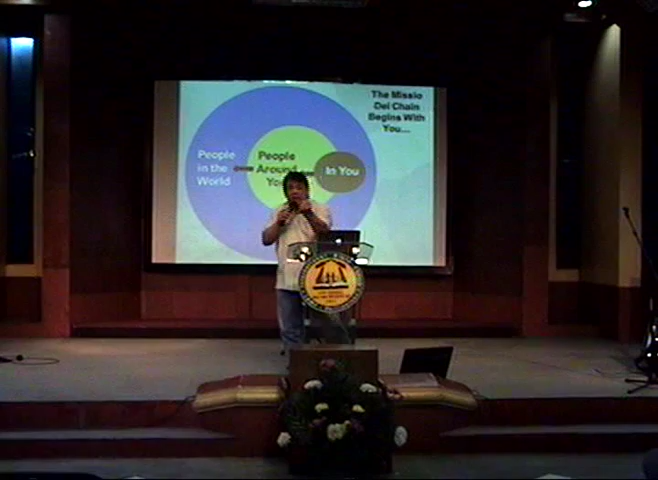 The Missio
Dei Chain
Begins With
You...
People
in the
World
People
Around
You
In You